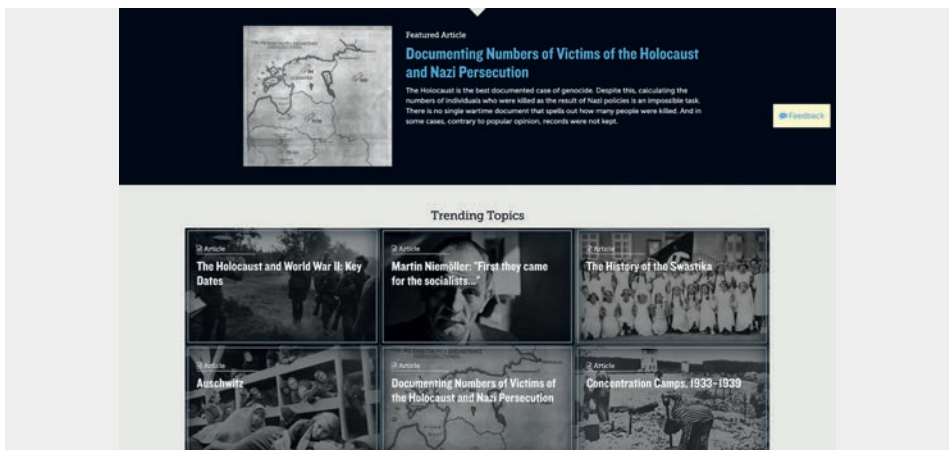 Featured Article
Documenting Numbers of Victims of the Holocaust
and Nazi Persecution
The Holocaust is the best documented case of genocide. Despite this, calculating the
numbers of individuals who were killed as the result of Nazi policies is an impossible task.
There is no single wartime document that spells out how many people were killed. And in
some cases, contrary to popular opinion, records were not kept.
Feedback
Trending Topics
Article
The Holocaust and World War II: Key
Dates
Article
Martin Niemöller: "First they came
for the socialists..."
Article
The History of the Swastika
Article
Auschwitz
Article
Documenting Numbers of Victims of
the Holocaust and Nazi Persecution
Article
Concentration Camps, 1933–1939